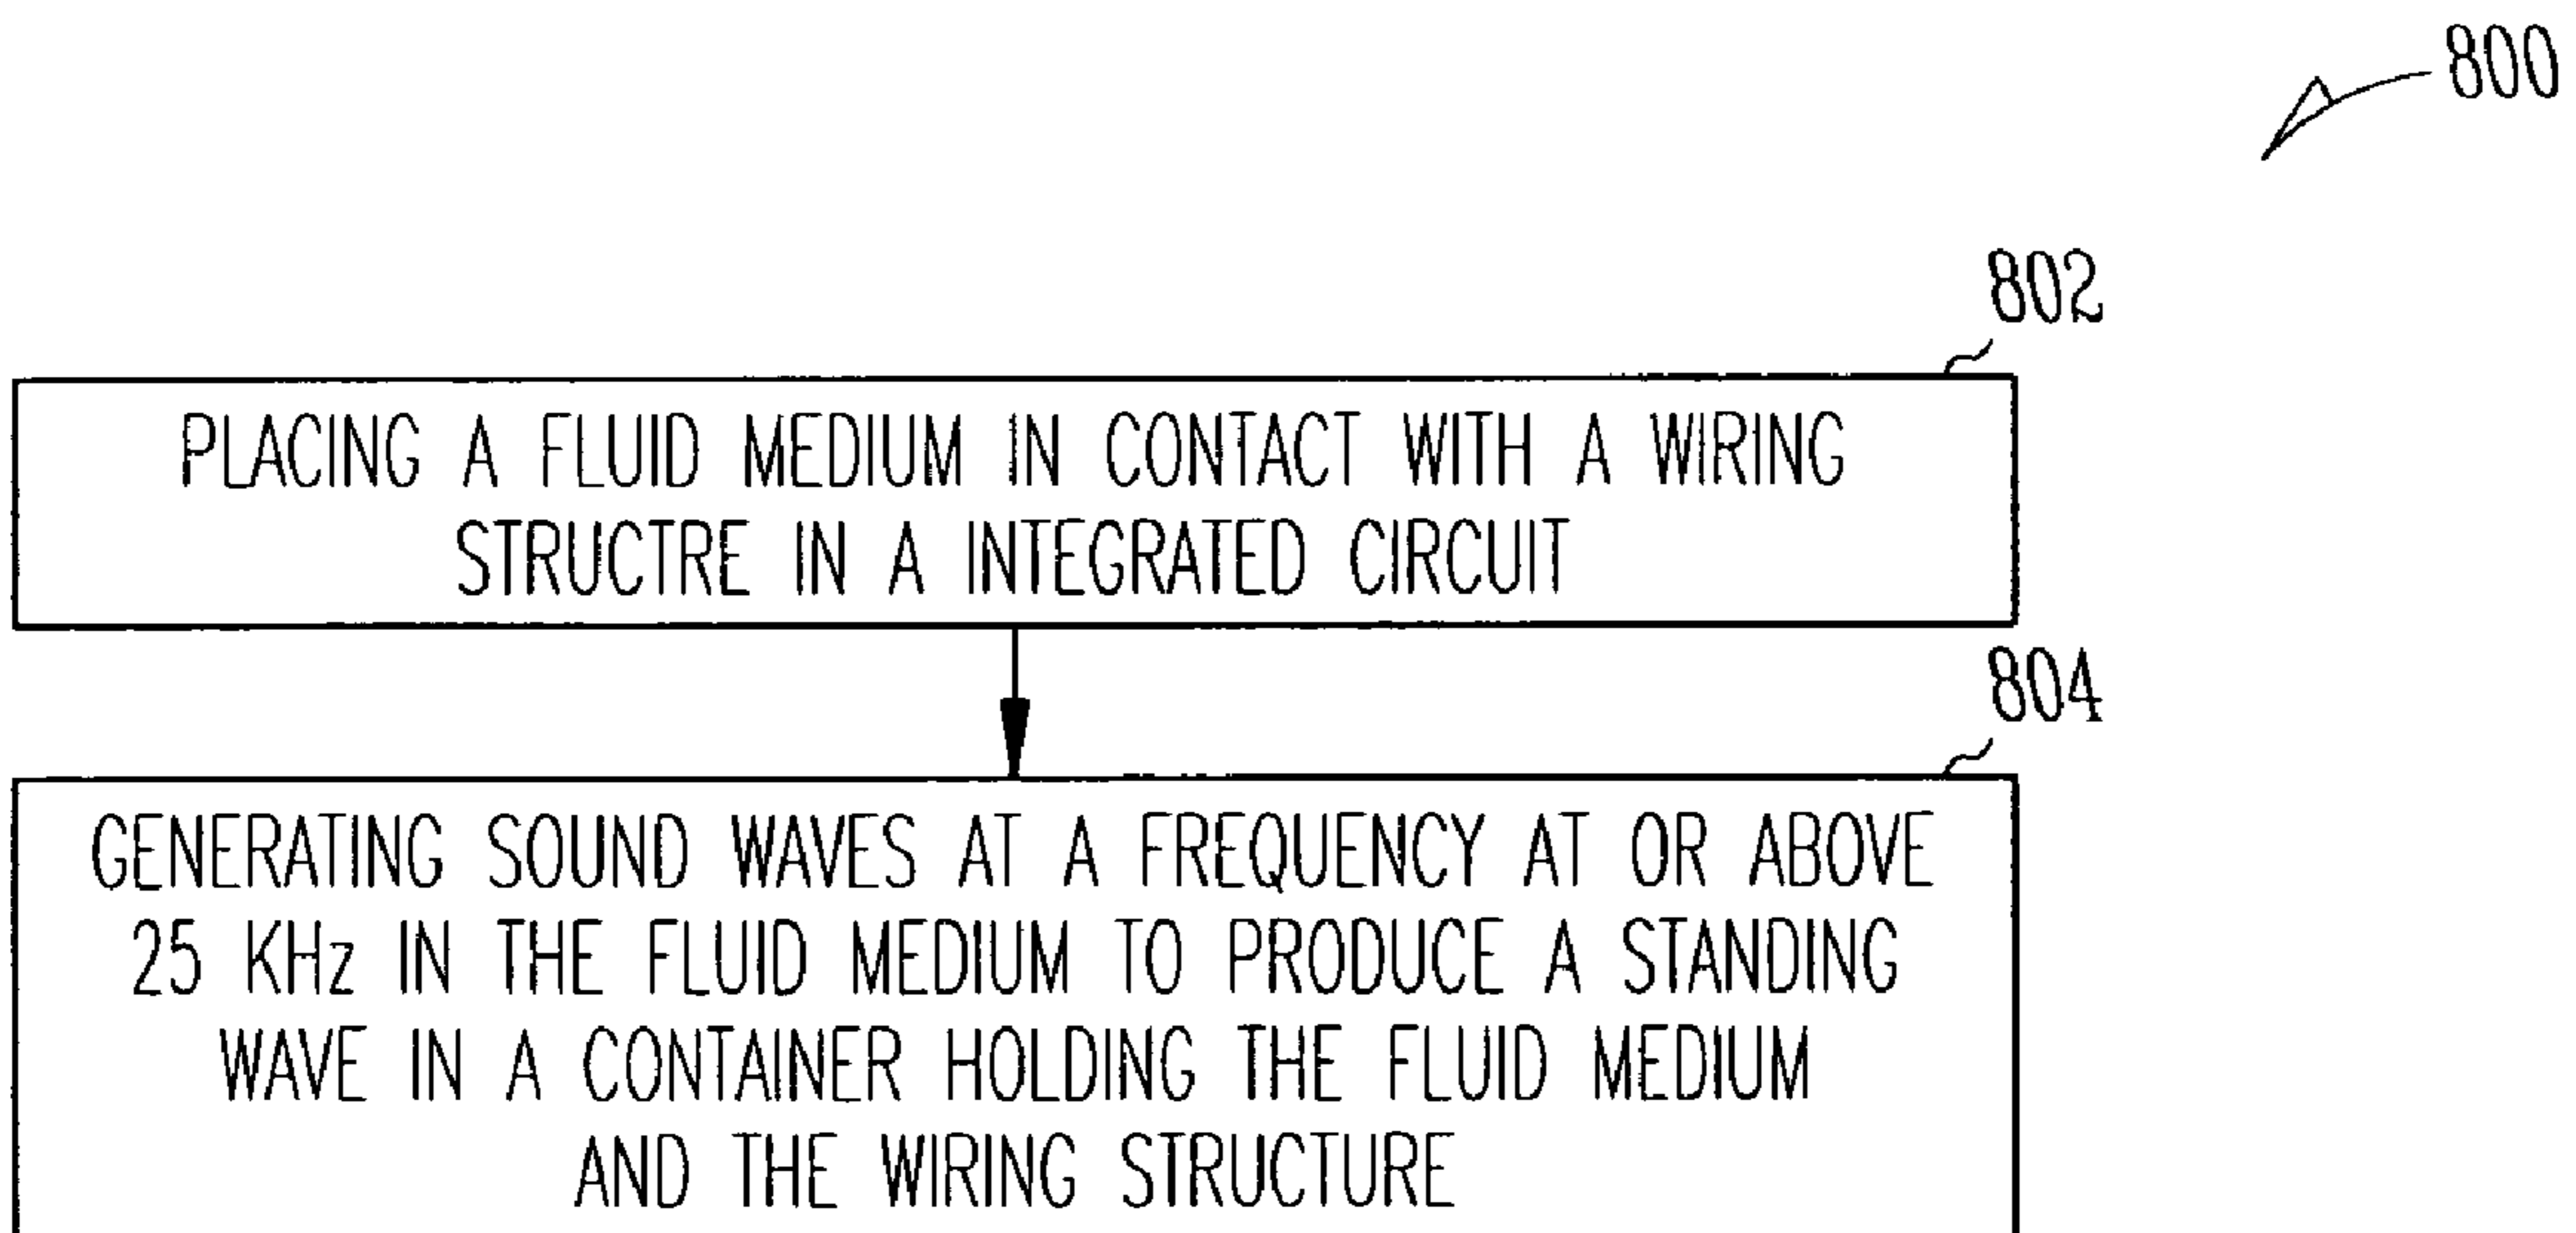 800
802
PLACING A FLUID MEDIUM IN CONTACT WITH A WIRING
STRUCTRE IN A INTEGRATED CIRCUIT
804
GENERATING SOUND WAVES AT A FREQUENCY AT OR ABOVE
25 KHz IN THE FLUID MEDIUM TO PRODUCE A STANDING
WAVE IN A CONTAINER HOLDING THE FLUID MEDIUM
AND THE WIRING STRUCTURE